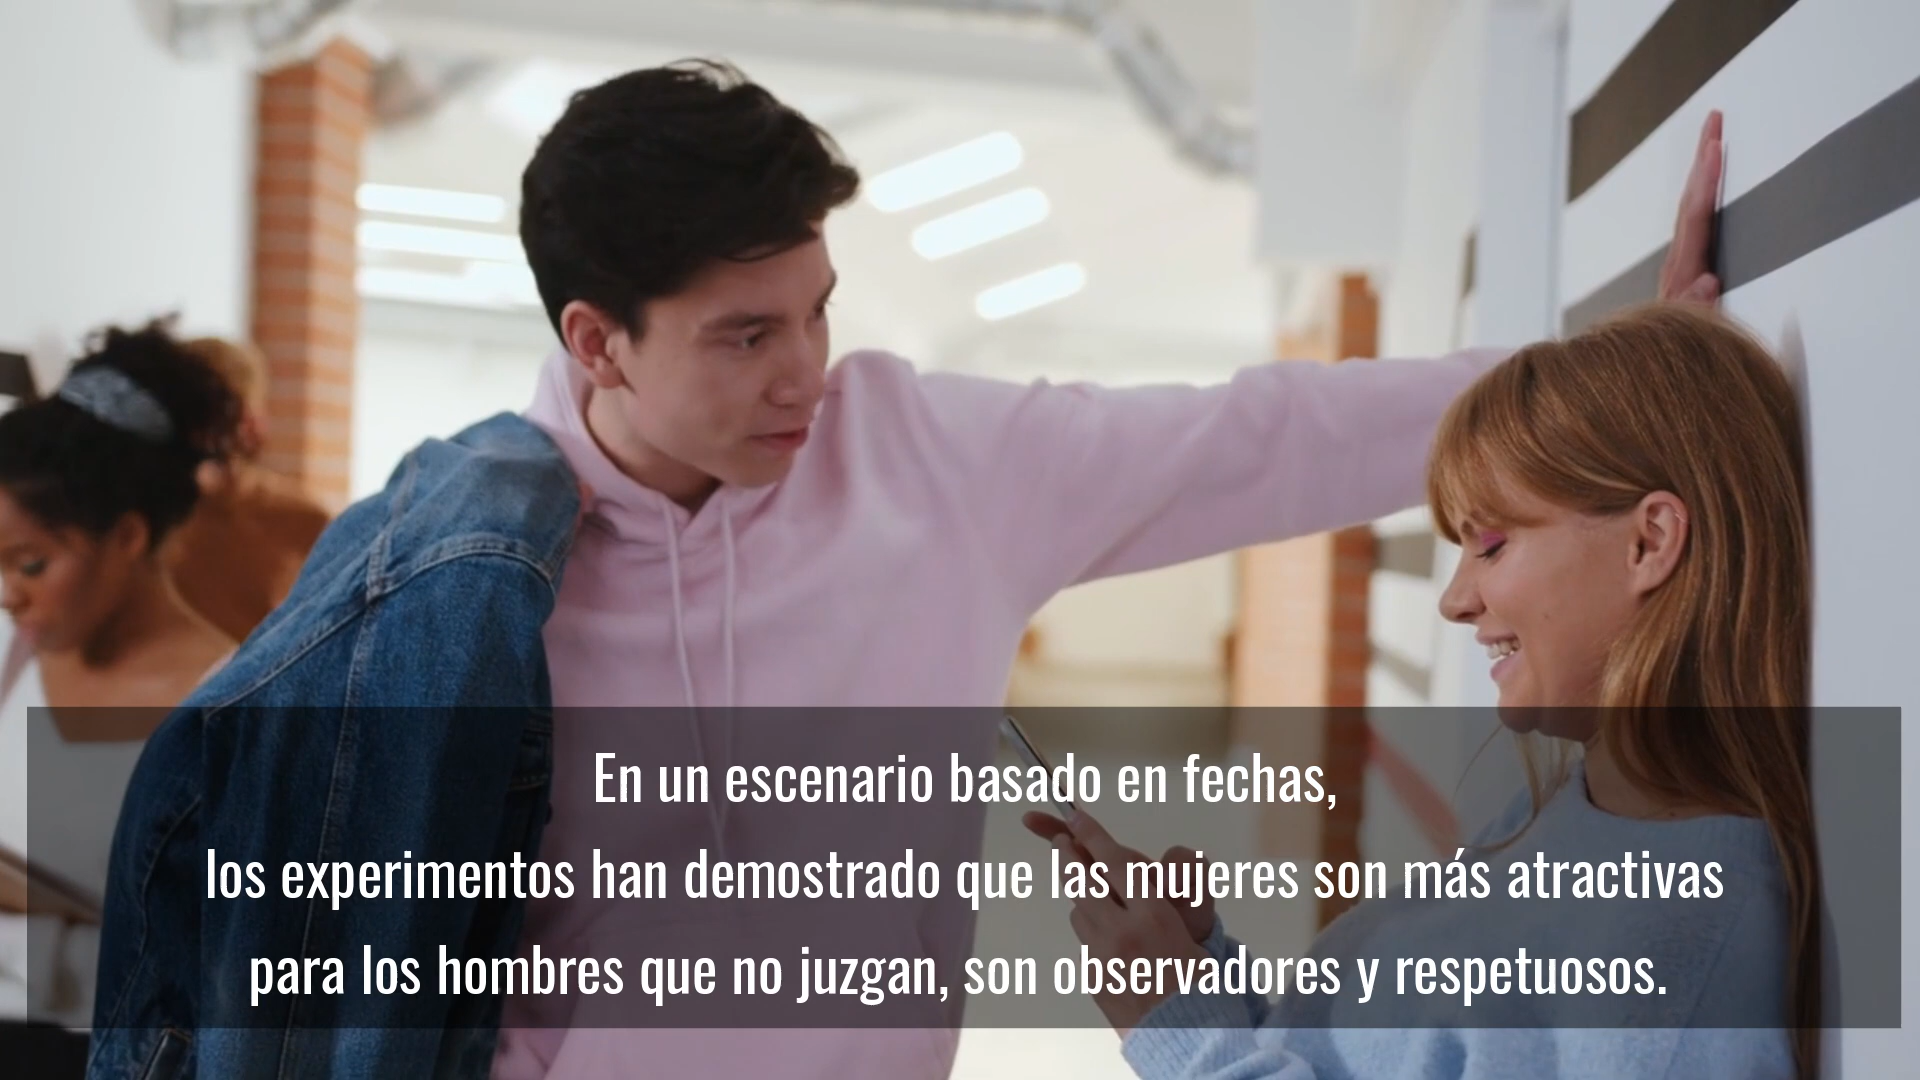 En un escenario basado en fechas,
los experimentos han demostrado que las mujeres son más atractivas
para los hombres que no juzgan, son observadores y respetuosos.